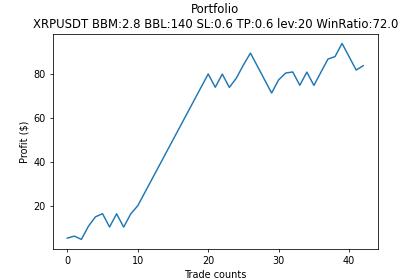 Portfolio
XRPUSDT BBM:2.8 BBL:140 SL:0.6 TP:0.6 lev:20 WinRatio:72.0
Profit ($)
80
60
40
20
0 10 20 30 40
Trade counts